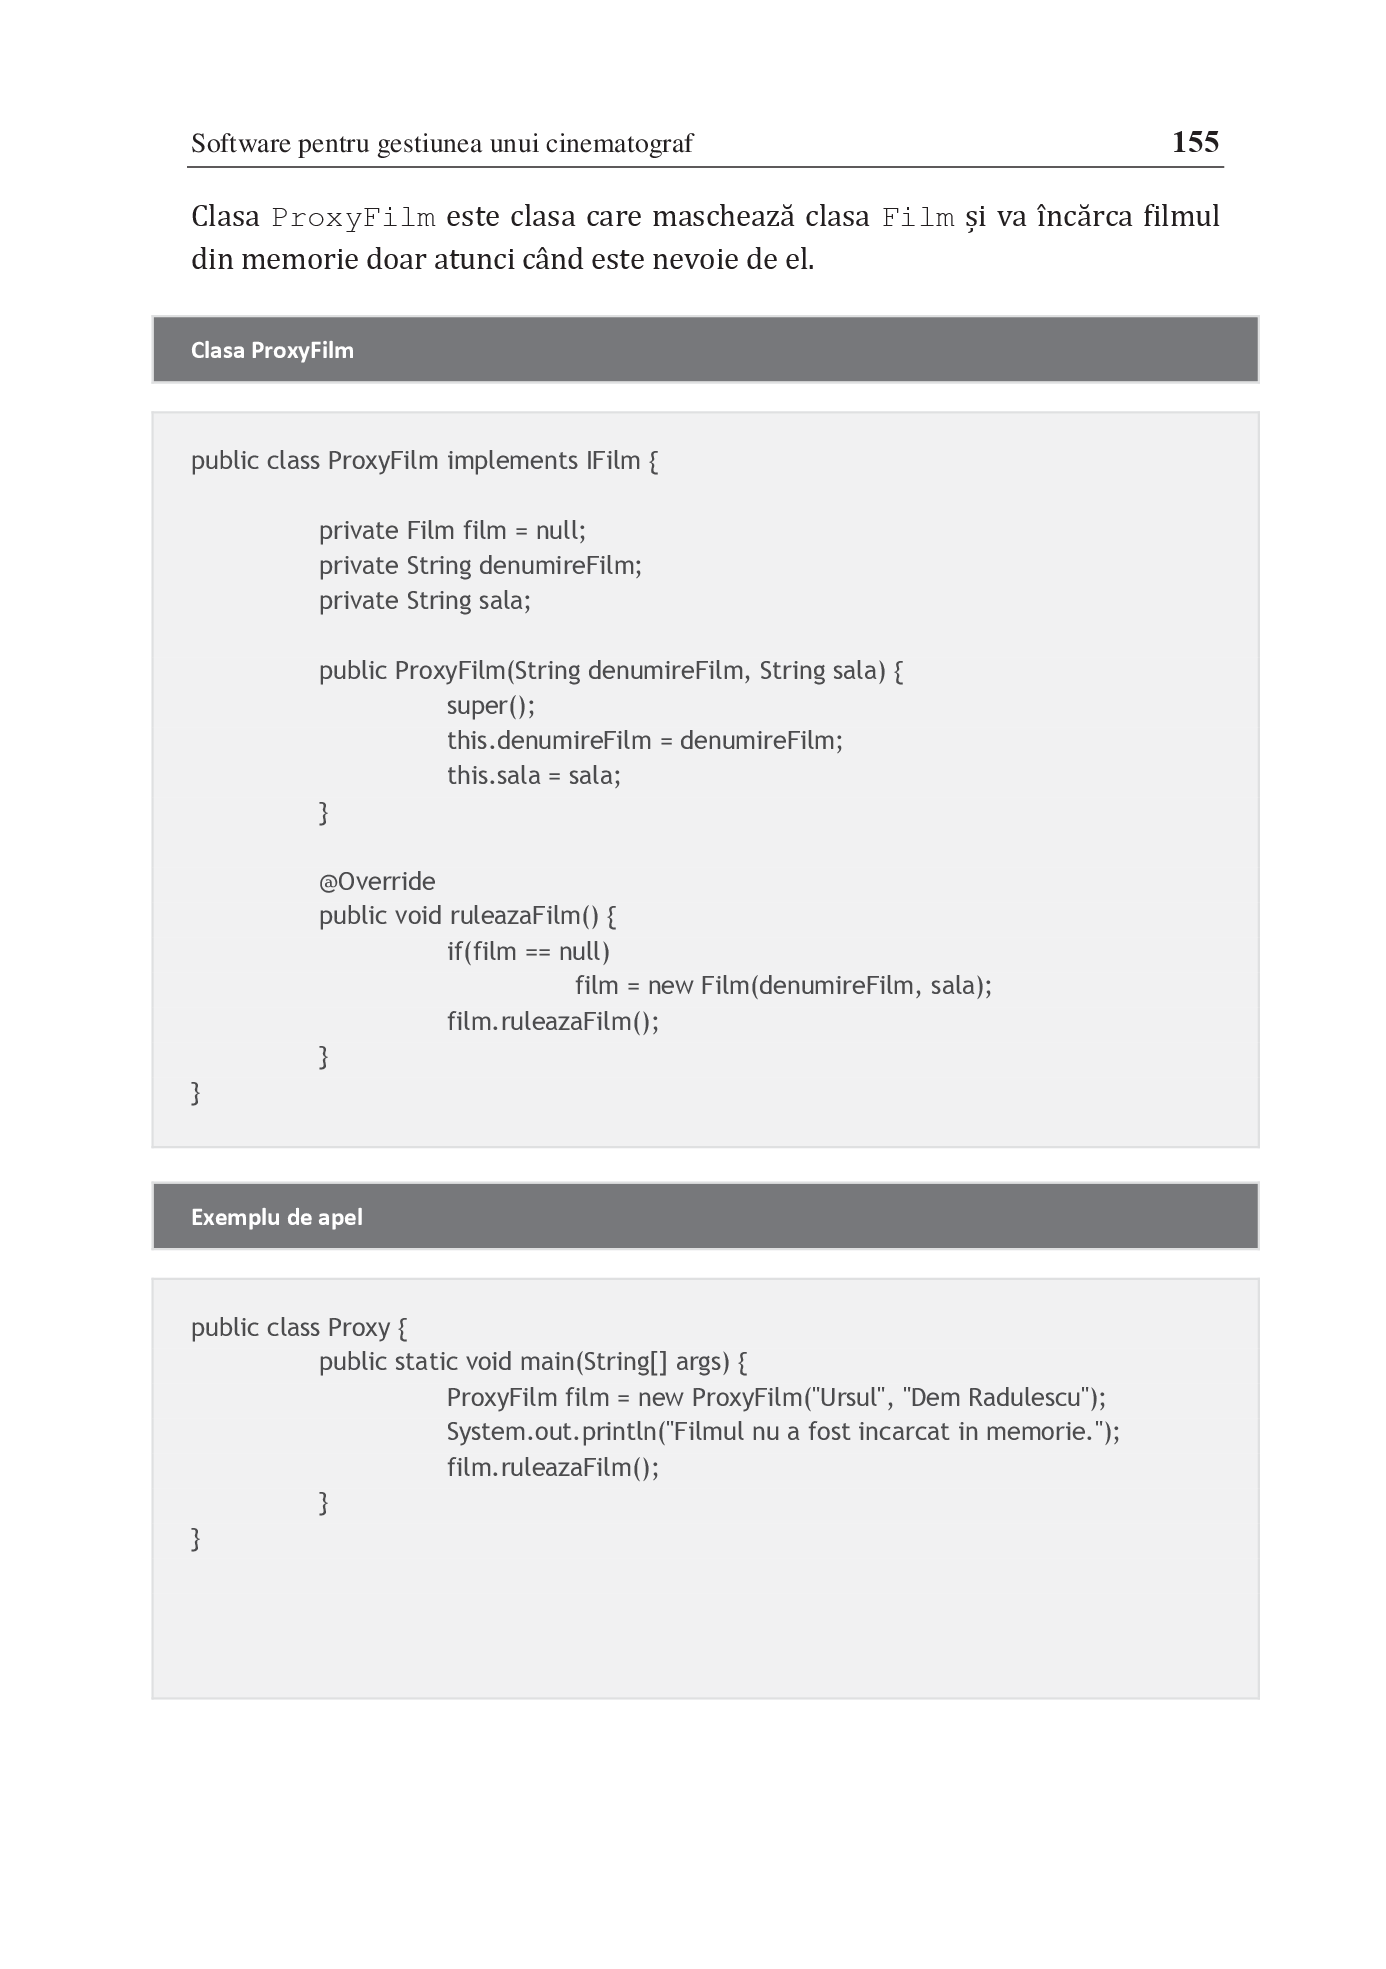 Software pentru gestiunea unui cinematograf 155
Clasa ProxyFilm este clasa care maschează clasa Film și va încărca filmul
din memorie doar atunci când este nevoie de el.
Clasa ProxyFilm
public class ProxyFilm implements IFilm {
private Film film = null;
private String denumireFilm;
private String sala;
public ProxyFilm(String denumireFilm, String sala) {
super();
this.denumireFilm = denumireFilm;
this.sala = sala;
}
@Override
public void ruleazaFilm() {
if(film == null)
film = new Film(denumireFilm, sala);
film.ruleazaFilm();
}
}
Exemplu de apel
public class Proxy {
public static void main(String[] args) {
ProxyFilm film = new ProxyFilm("Ursul", "Dem Radulescu");
System.out.println("Filmul nu a fost incarcat in memorie.");
film.ruleazaFilm();
}
}